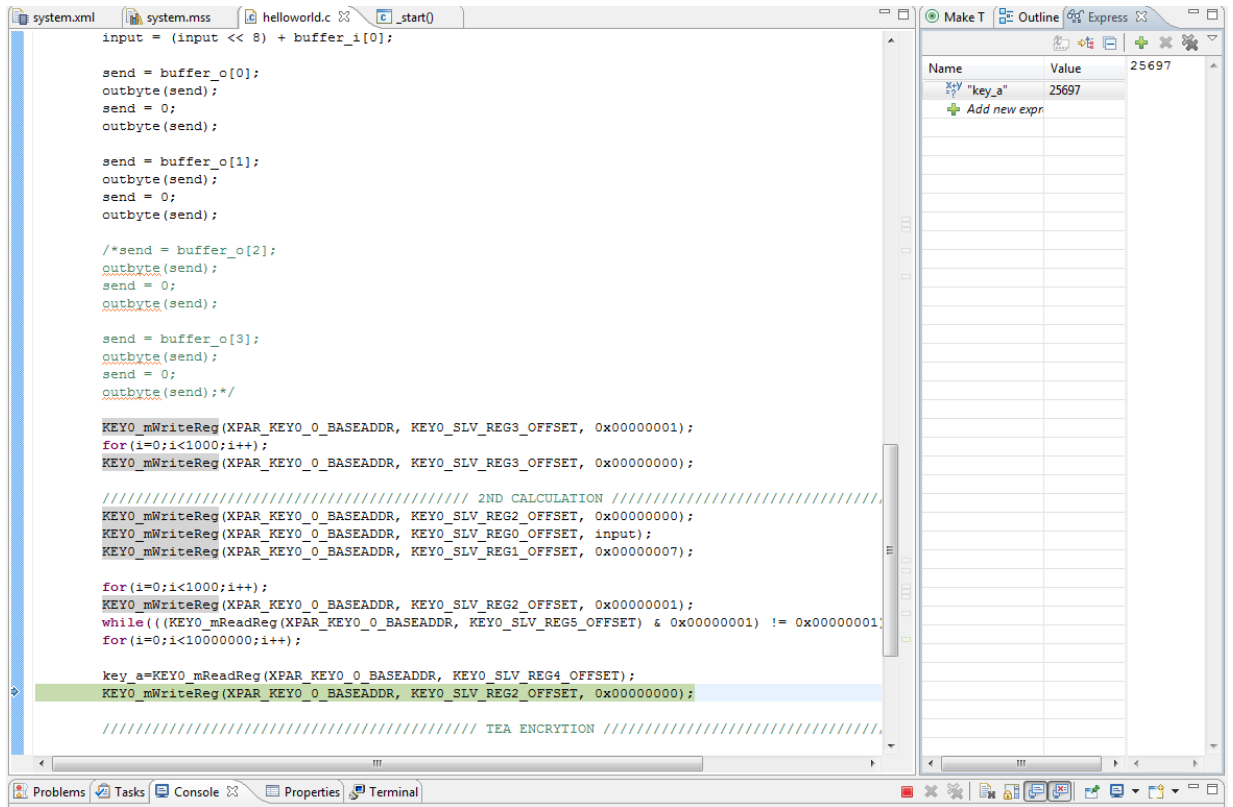 system.xml system.mss helloworld.c _start()
input = (input << 8) + buffer_i[0];
send = buffer_o[0];
outbyte(send);
send = 0;
outbyte(send);
send = buffer_o[1];
outbyte(send);
send = 0;
outbyte(send);
/*send = buffer_o[2];
outbyte(send);
send = 0;
outbyte(send);
send = buffer_o[3];
outbyte(send);
send = 0;
outbyte(send);*/
KEY0_mWriteReg(XPAR_KEY0_0_BASEADDR, KEY0_SLV_REG3_OFFSET, 0x00000001);
for(i=0;i<1000;i++);
KEY0_mWriteReg(XPAR_KEY0_0_BASEADDR, KEY0_SLV_REG3_OFFSET, 0x00000000);
//////////////////////////////////////////// 2ND CALCULATION ////////////////////////////////
KEY0_mWriteReg(XPAR_KEY0_0_BASEADDR, KEY0_SLV_REG2_OFFSET, 0x00000000);
KEY0_mWriteReg(XPAR_KEY0_0_BASEADDR, KEY0_SLV_REG0_OFFSET, input);
KEY0_mWriteReg(XPAR_KEY0_0_BASEADDR, KEY0_SLV_REG1_OFFSET, 0x00000007);
for(i=0;i<1000;i++);
KEY0_mWriteReg(XPAR_KEY0_0_BASEADDR, KEY0_SLV_REG2_OFFSET, 0x00000001);
while(((KEY0_mReadReg(XPAR_KEY0_0_BASEADDR, KEY0_SLV_REG5_OFFSET) & 0x00000001) != 0x00000001)
for(i=0;i<10000000;i++);
key_a=KEY0_mReadReg(XPAR_KEY0_0_BASEADDR, KEY0_SLV_REG4_OFFSET);
KEY0_mWriteReg(XPAR_KEY0_0_BASEADDR, KEY0_SLV_REG2_OFFSET, 0x00000000);
///////////////////////////////////////////// TEA ENCRYTION /////////////////////////////////
Make T Outline Express
Name Value
"key_a" 25697
Add new expr
25697
Problems Tasks Console Properties Terminal